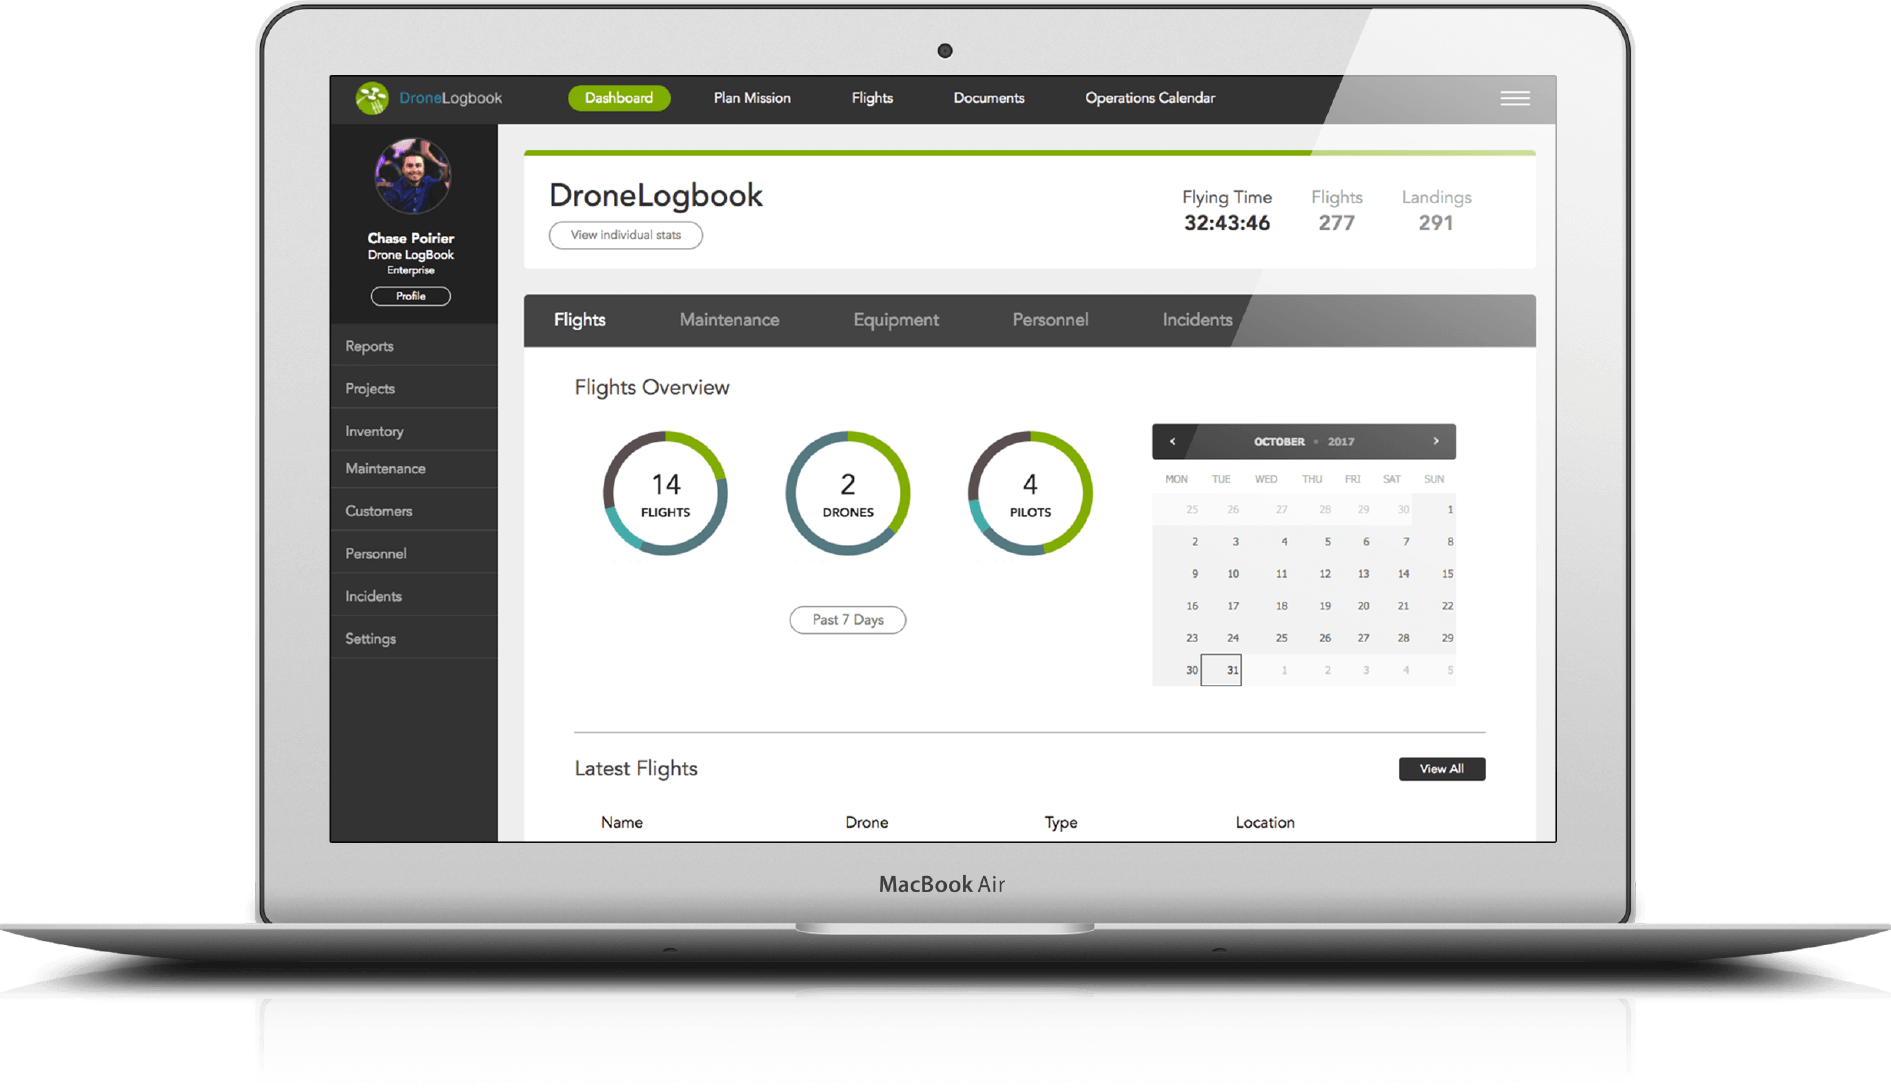 DroneLogbook
Dashboard
Plan Mission
Flights
Documents
Operations Calendar
Chase Poirier
Drone LogBook
Enterprise
Profile
Reports
Projects
Inventory
Maintenance
Customers
Personnel
Incidents
Settings
DroneLogbook
View individual stats
Flying Time
32:43:46
Flights
277
Landings
291
Flights
Maintenance
Equipment
Personnel
Incidents
Flights Overview
14
FLIGHTS
2
DRONES
4
PILOTS
Past 7 Days
‹ OCTOBER • 2017 ›
MON TUE WED THU FRI SAT SUN
25 26 27 28 29 30 1
2 3 4 5 6 7 8
9 10 11 12 13 14 15
16 17 18 19 20 21 22
23 24 25 26 27 28 29
30 31 1 2 3 4 5
Latest Flights
View All
Name Drone Type Location
MacBook Air